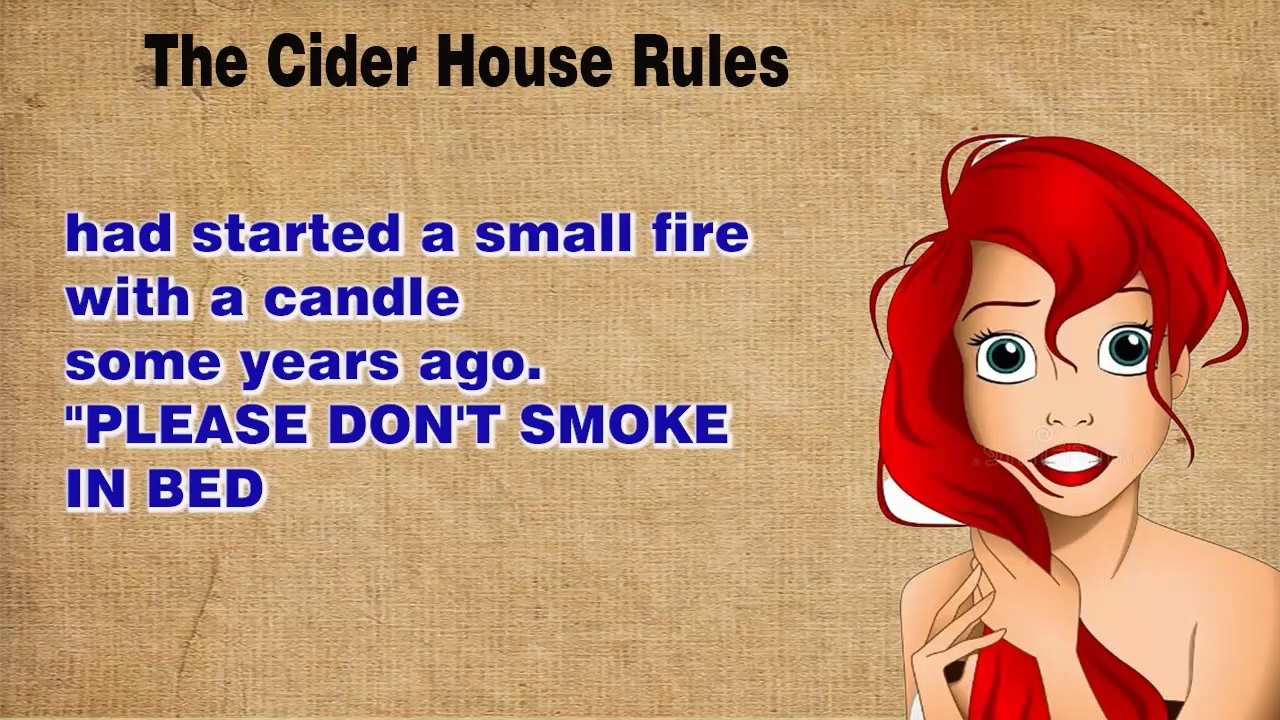 The Cider House Rules
had started a small fire
with a candle
some years ago.
"PLEASE DON'T SMOKE
IN BED